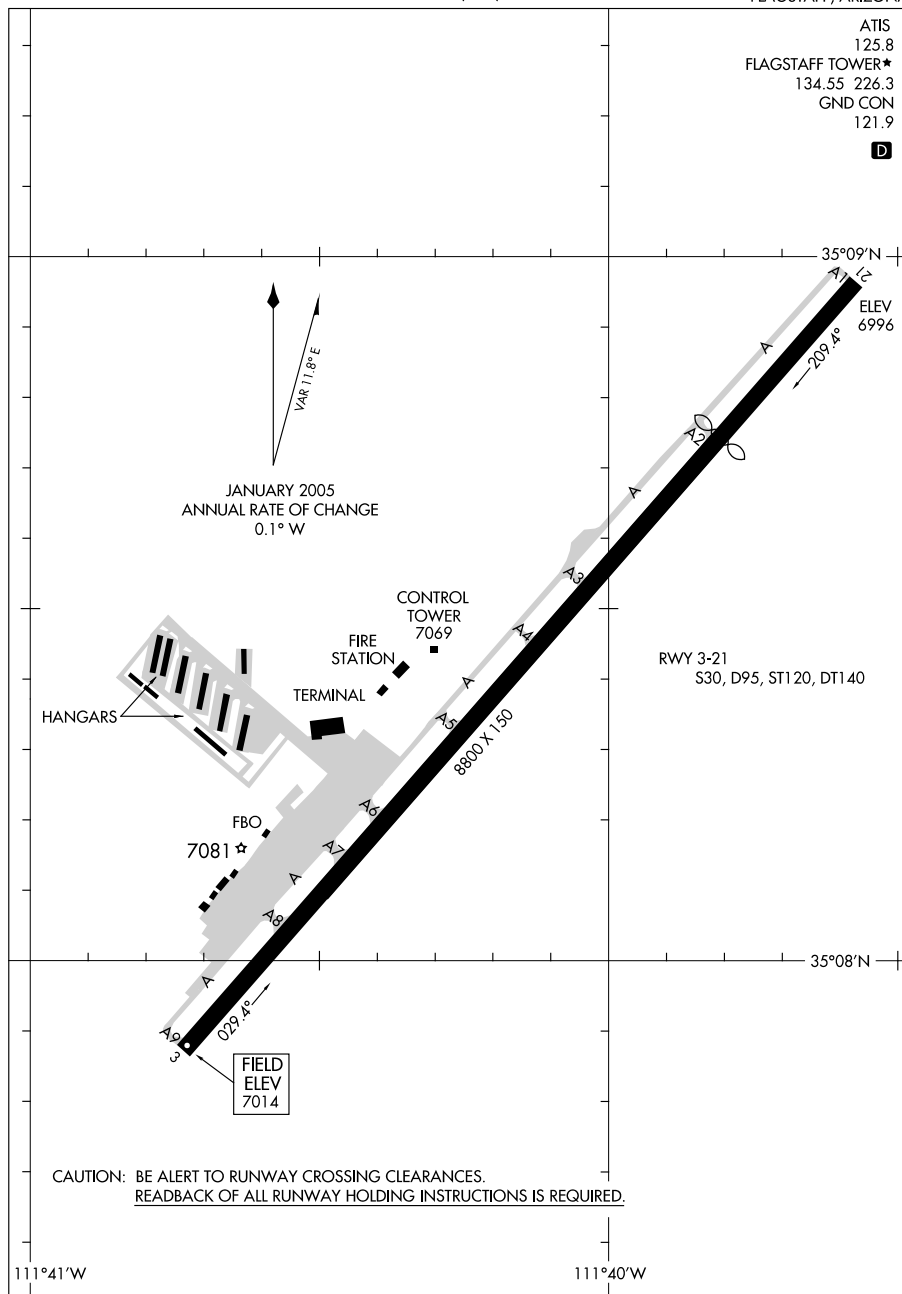 ATIS
125.8
FLAGSTAFF TOWER★
134.55 226.3
GND CON
121.9
D
35°09'N
A1
21
ELEV
6996
A
209.4°
VAR 11.8° E
A2
JANUARY 2005
ANNUAL RATE OF CHANGE
0.1° W
A
A3
CONTROL
TOWER
7069
A4
FIRE
STATION
RWY 3-21
S30, D95, ST120, DT140
A
TERMINAL
HANGARS
A5
8800 X 150
A6
FBO
7081
A7
A
A8
35°08'N
A
029.4°
A9
3
FIELD
ELEV
7014
CAUTION: BE ALERT TO RUNWAY CROSSING CLEARANCES.
READBACK OF ALL RUNWAY HOLDING INSTRUCTIONS IS REQUIRED.
111°41'W
111°40'W